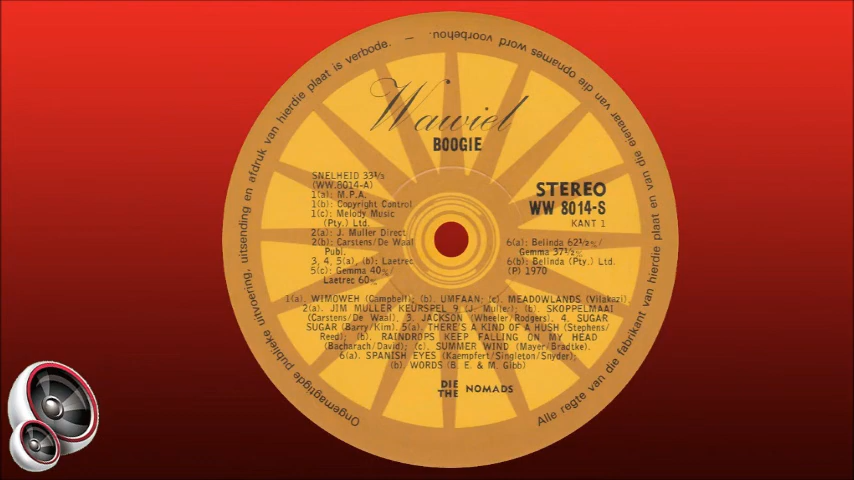 Ongemagtigde publieke uitvoering, uitsending en afdruk van hierdie plaat is verbode. —
Alle regte van die fabrikant en van die eienaar van die opnames word voorbehou.
Wawiel
BOOGIE
SNELHEID 33⅓
(WW.8014-A)
1(a): M.P.A.
1(b): Copyright Control
1(c): Melody Music
(Pty.) Ltd.
2(a): J. Muller Direct
2(b): Carstens/De Waal
Publ.
3, 4, 5(a), (b): Laetrec
5(c): Gemma 40%/
Laetrec 60%
STEREO
WW 8014-S
KANT 1
6(a): Belinda 62½%/
Gemma 37½%
6(b): Belinda (Pty.) Ltd.
(P) 1970
1(a). WIMOWEH (Campbell); (b). UMFAAN; (c). MEADOWLANDS (Vilakazi).
2(a). JIM MULLER KEURSPEL 9 (J. Muller); (b). SKOPPELMAAI
(Carstens/De Waal). 3. JACKSON (Wheeler/Rodgers). 4. SUGAR
SUGAR (Barry/Kim). 5(a). THERE'S A KIND OF A HUSH (Stephens/
Reed); (b). RAINDROPS KEEP FALLING ON MY HEAD
(Bacharach/David); (c). SUMMER WIND (Mayer/Bradtke).
6(a). SPANISH EYES (Kaempfert/Singleton/Snyder);
(b). WORDS (B. E. & M. Gibb)
DIE
THE NOMADS